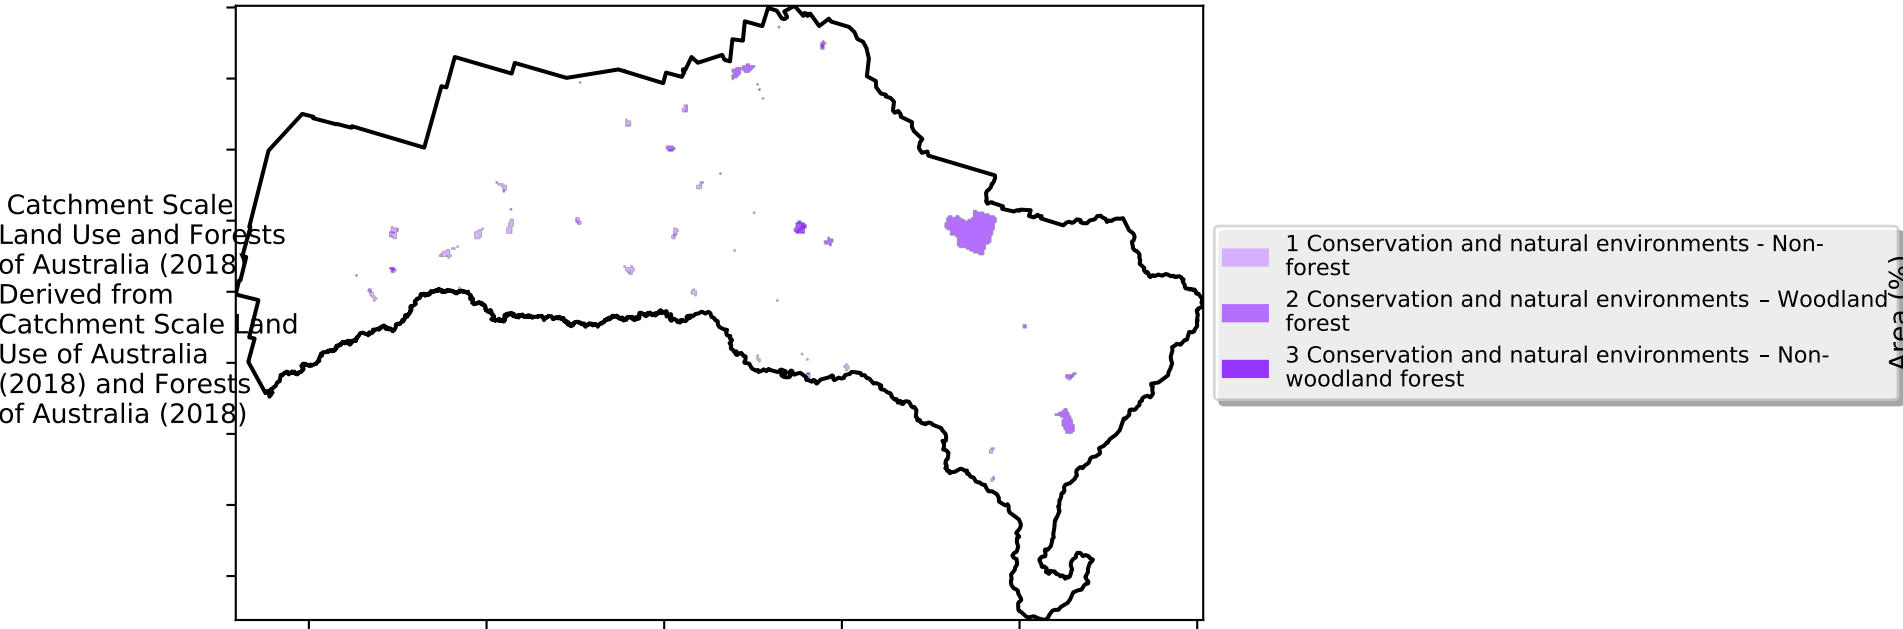 Catchment Scale
Land Use and Forests
of Australia (2018)
Derived from
Catchment Scale Land
Use of Australia
(2018) and Forests
of Australia (2018)
1 Conservation and natural environments - Non-
forest
2 Conservation and natural environments – Woodland
forest
3 Conservation and natural environments – Non-
woodland forest
Area (%)